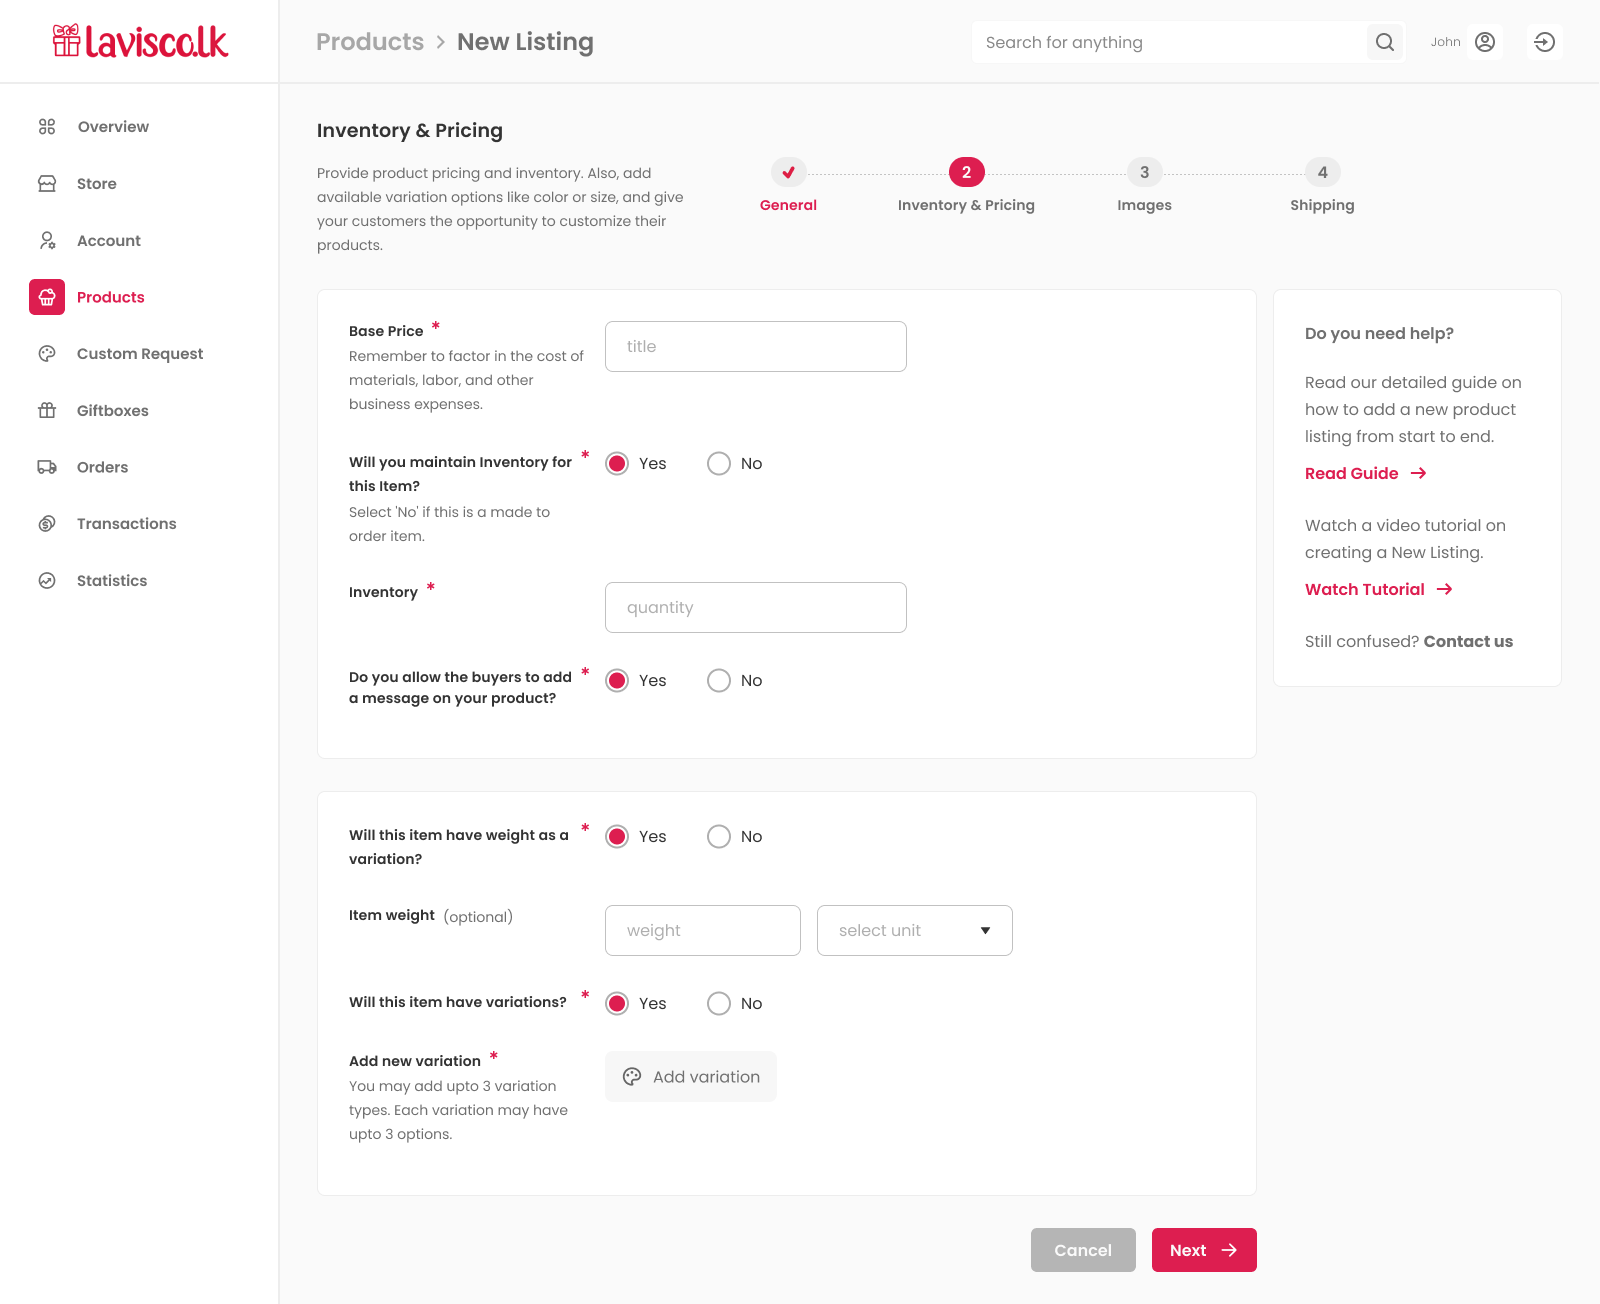 Lavisco.lk
Products > New Listing
Search for anything
John
Overview
Store
Account
Products
Custom Request
Giftboxes
Orders
Transactions
Statistics
Inventory & Pricing
Provide product pricing and inventory. Also, add
available variation options like color or size, and give
your customers the opportunity to customize their
products.
General
2
Inventory & Pricing
3
Images
4
Shipping
Base Price *
Remember to factor in the cost of
materials, labor, and other
business expenses.
title
Will you maintain Inventory for *
this Item?
Select 'No' if this is a made to
order item.
Yes
No
Inventory *
quantity
Do you allow the buyers to add *
a message on your product?
Yes
No
Will this item have weight as a *
variation?
Yes
No
Item weight (optional)
weight
select unit
Will this item have variations? *
Yes
No
Add new variation *
You may add upto 3 variation
types. Each variation may have
upto 3 options.
Add variation
Cancel
Next
Do you need help?
Read our detailed guide on
how to add a new product
listing from start to end.
Read Guide
Watch a video tutorial on
creating a New Listing.
Watch Tutorial
Still confused? Contact us